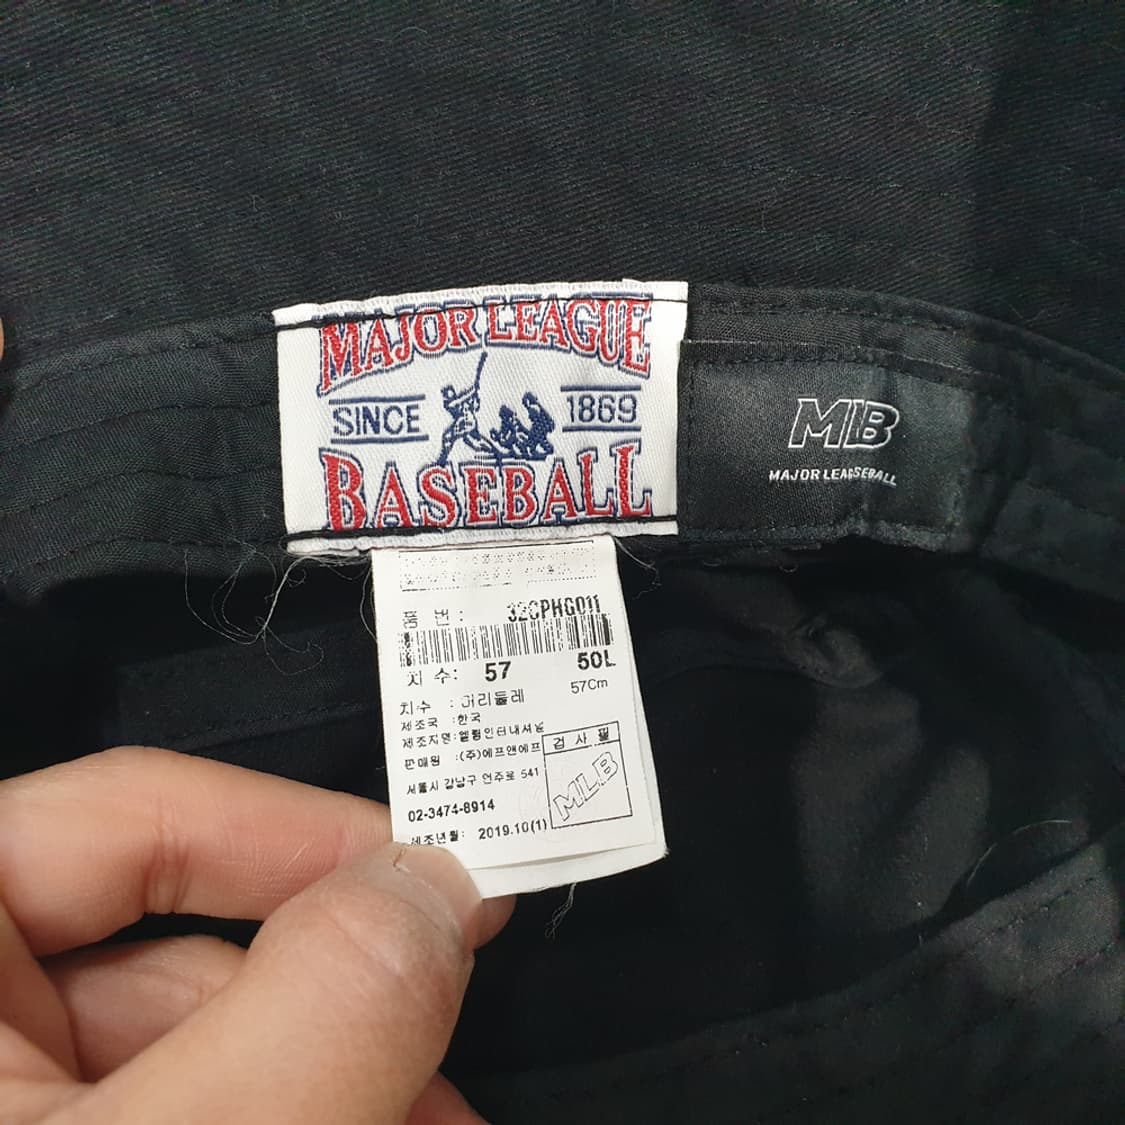 MAJOR LEAGUE
SINCE 1869
BASEBALL
MLB
MAJOR LEAGUE BASEBALL
품 번 : 32CPHG011
치 수: 57 50L
57Cm
치수 : 머리둘레
제조국 :한국
제조자명:엘림인터내셔널
판매원 :(주)에프앤에프
서울시 강남구 언주로 541
02-3474-8914
제조년월: 2019.10(1)
검 사 필
MLB